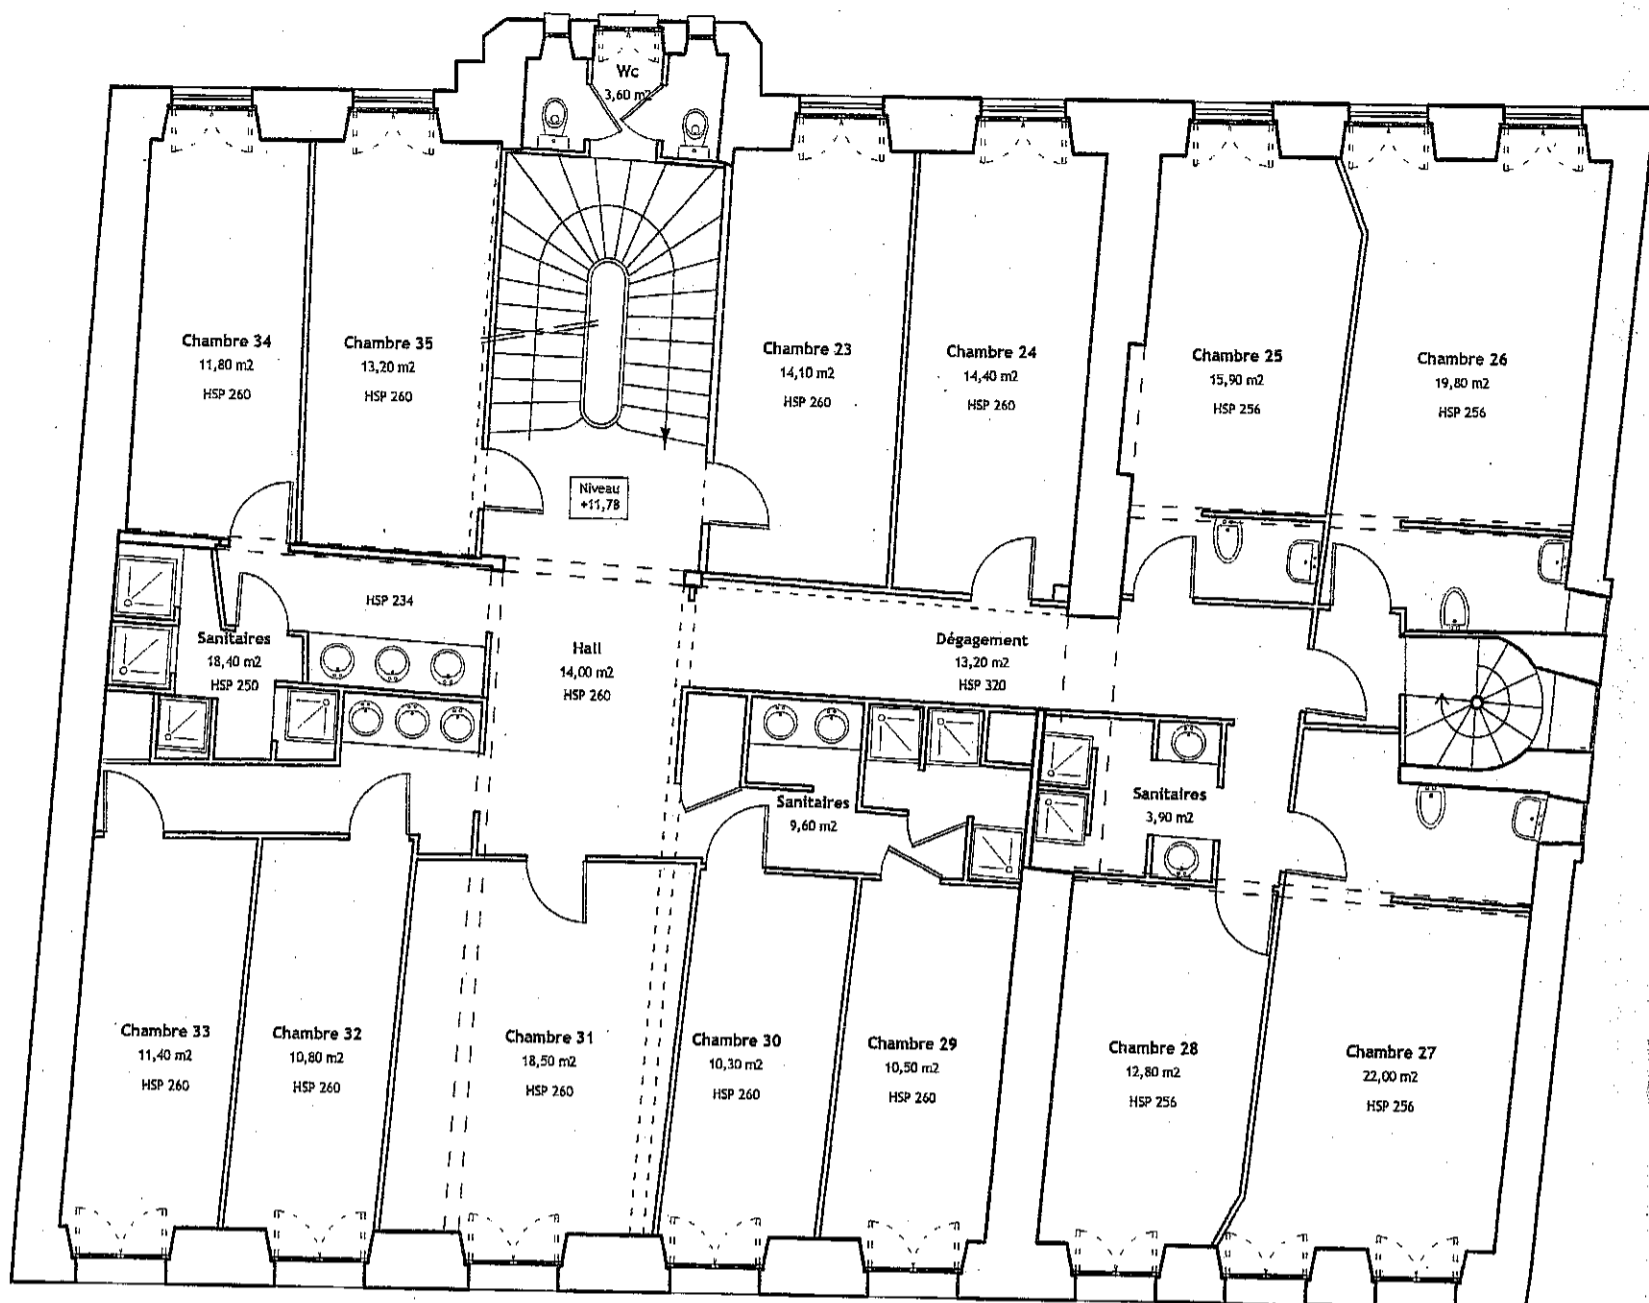 Wc
3,60 m2
Chambre 34
11,80 m2
HSP 260
Chambre 35
13,20 m2
HSP 260
Chambre 23
14,10 m2
HSP 260
Chambre 24
14,40 m2
HSP 260
Chambre 25
15,90 m2
HSP 256
Chambre 26
19,80 m2
HSP 256
Niveau
+11,78
HSP 234
Sanitaires
18,40 m2
HSP 250
Hall
14,00 m2
HSP 260
Dégagement
13,20 m2
HSP 320
Sanitaires
9,60 m2
Sanitaires
3,90 m2
Chambre 33
11,40 m2
HSP 260
Chambre 32
10,80 m2
HSP 260
Chambre 31
18,50 m2
HSP 260
Chambre 30
10,30 m2
HSP 260
Chambre 29
10,50 m2
HSP 260
Chambre 28
12,80 m2
HSP 256
Chambre 27
22,00 m2
HSP 256